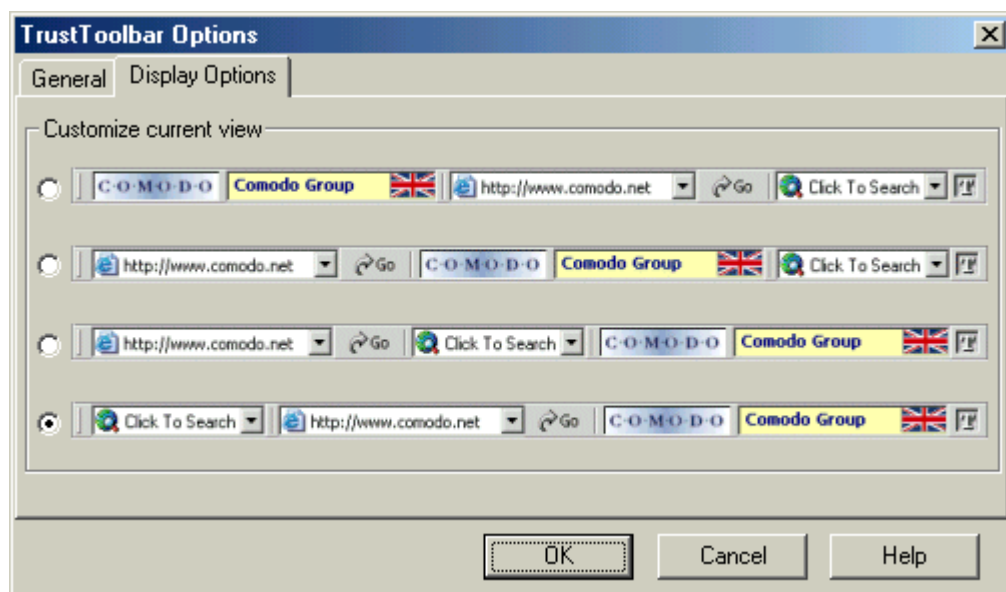 TrustToolbar Options
General Display Options
Customize current view
C·O·M·O·D·O Comodo Group http://www.comodo.net Go Click To Search
http://www.comodo.net Go C·O·M·O·D·O Comodo Group Click To Search
http://www.comodo.net Go Click To Search C·O·M·O·D·O Comodo Group
Click To Search http://www.comodo.net Go C·O·M·O·D·O Comodo Group
OK Cancel Help